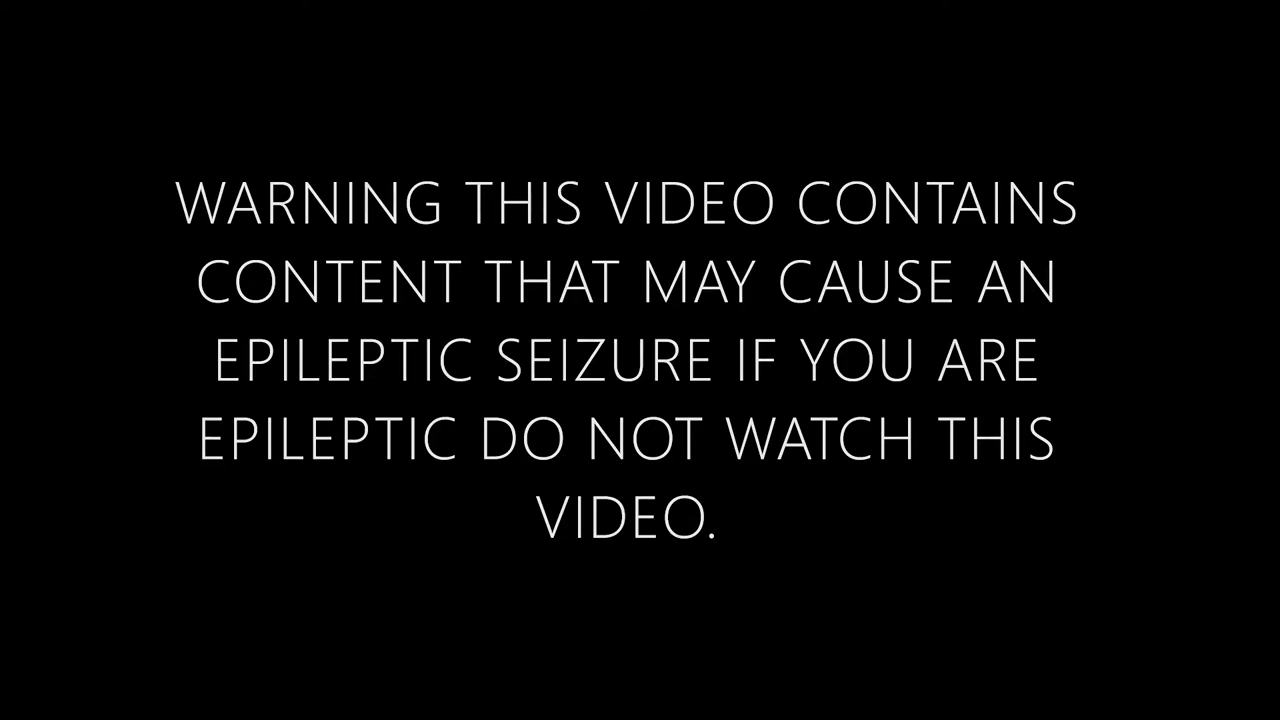 WARNING THIS VIDEO CONTAINS
CONTENT THAT MAY CAUSE AN
EPILEPTIC SEIZURE IF YOU ARE
EPILEPTIC DO NOT WATCH THIS
VIDEO.